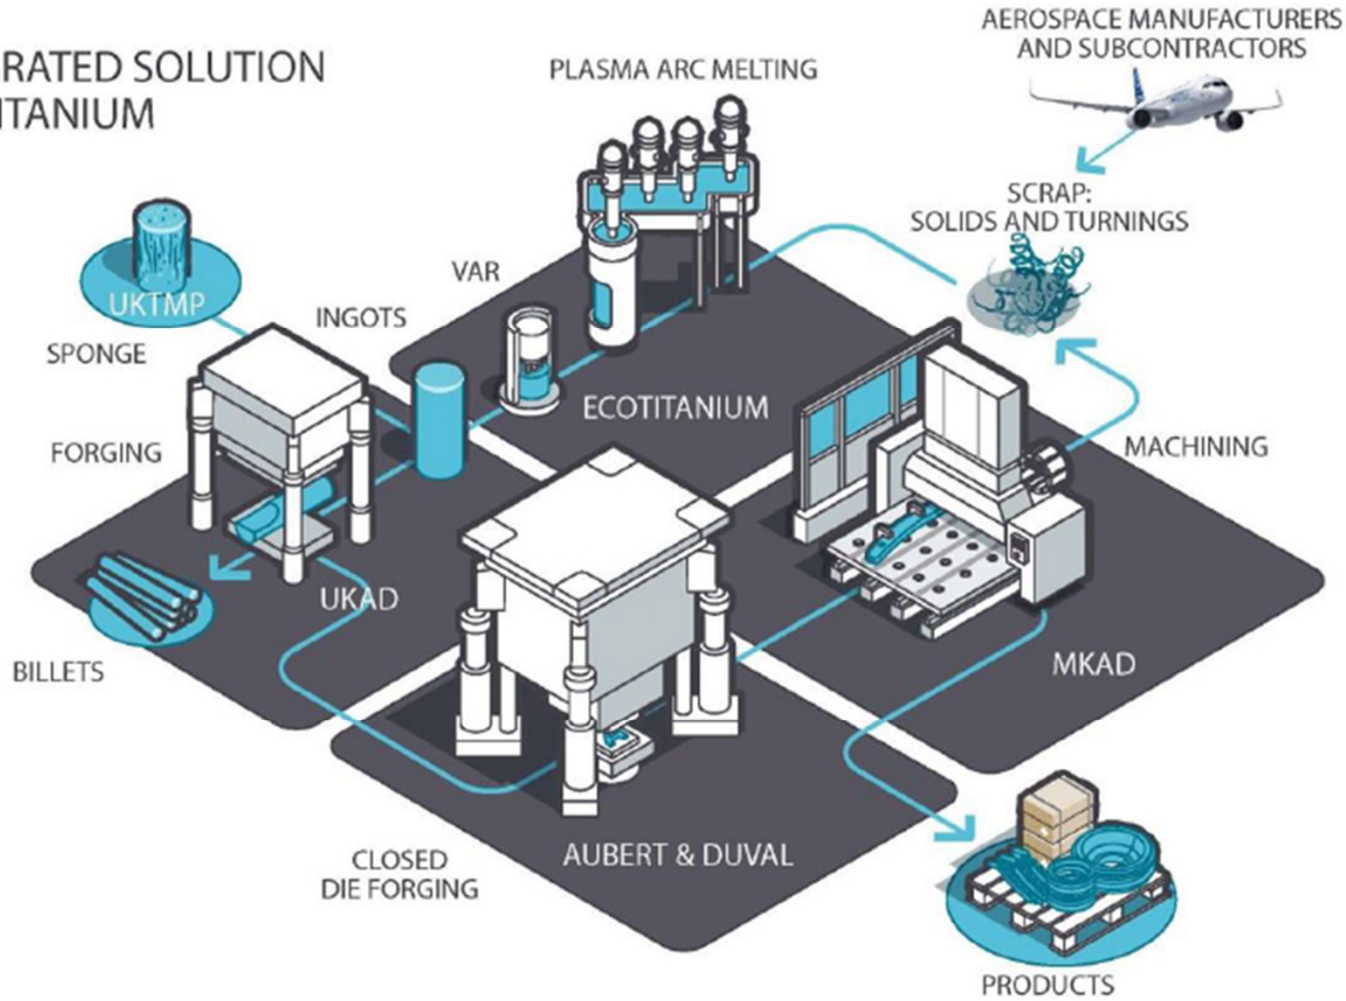 RATED SOLUTION
ITANIUM
PLASMA ARC MELTING
AEROSPACE MANUFACTURERS
AND SUBCONTRACTORS
SCRAP:
SOLIDS AND TURNINGS
VAR
UKTMP
INGOTS
SPONGE
ECOTITANIUM
FORGING
MACHINING
UKAD
BILLETS
MKAD
CLOSED
DIE FORGING
AUBERT & DUVAL
PRODUCTS